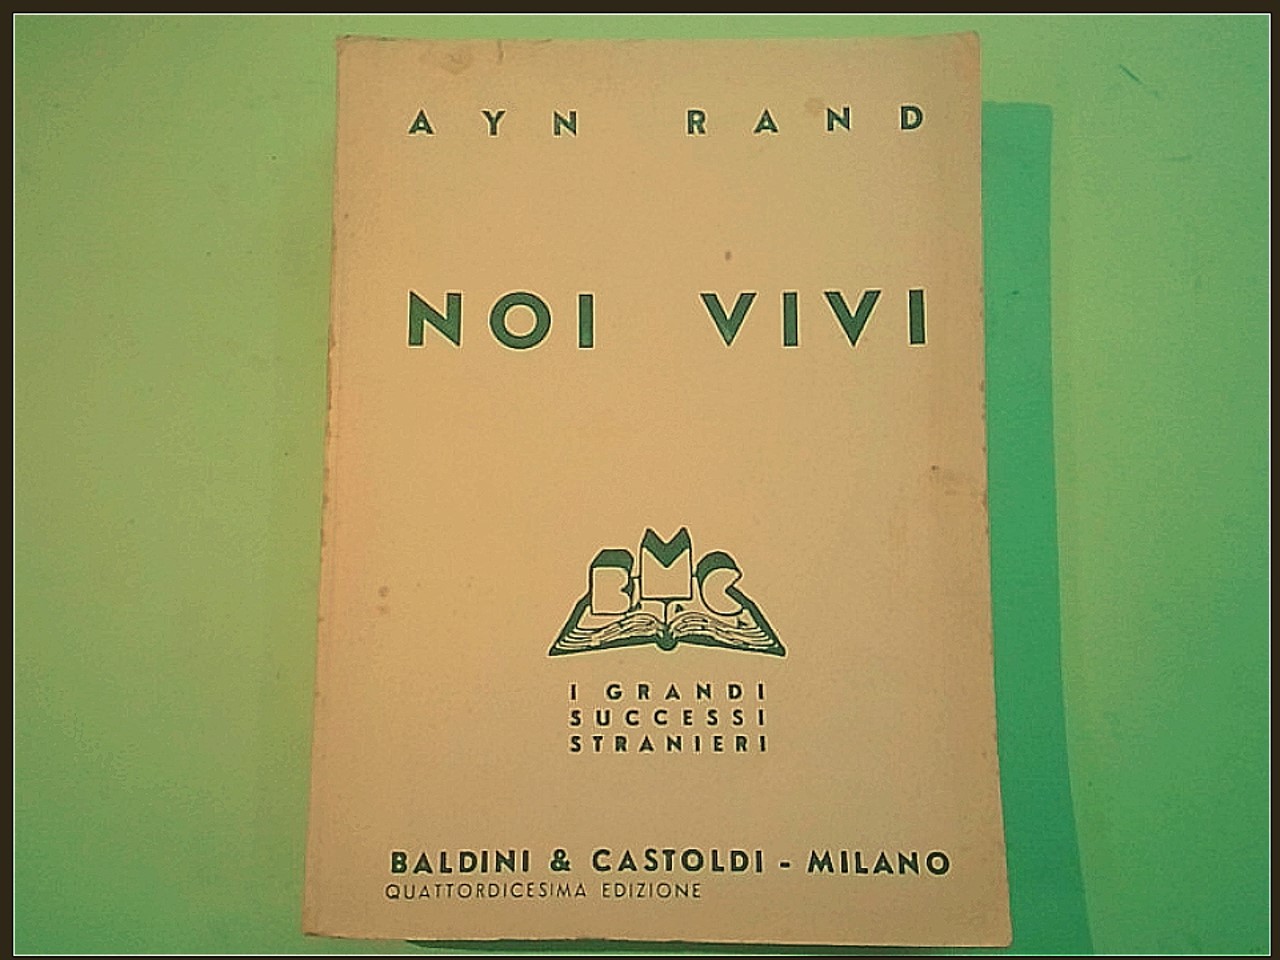 AYN RAND
NOI VIVI
BMC
I GRANDI
SUCCESSI
STRANIERI
BALDINI & CASTOLDI - MILANO
QUATTORDICESIMA EDIZIONE